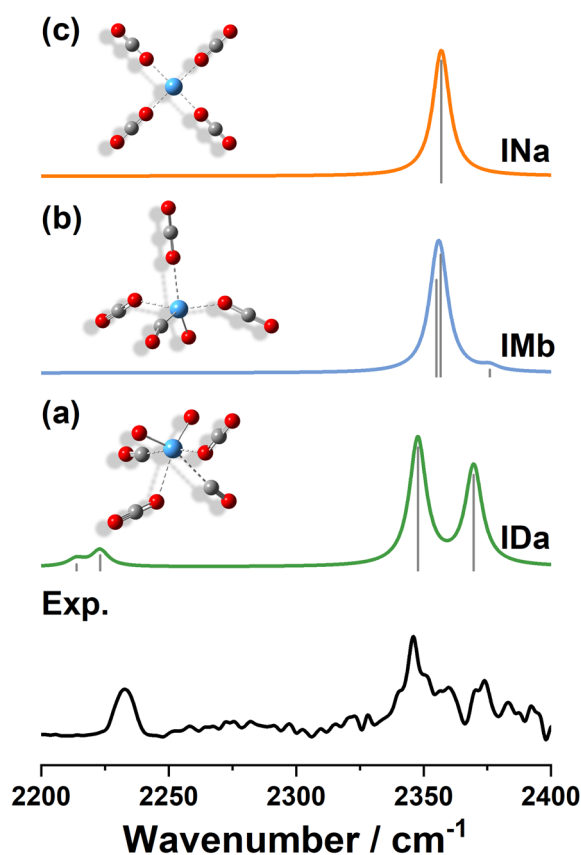 (c)
INa
(b)
IMb
(a)
IDa
Exp.
2200 2250 2300 2350 2400
Wavenumber / cm-1